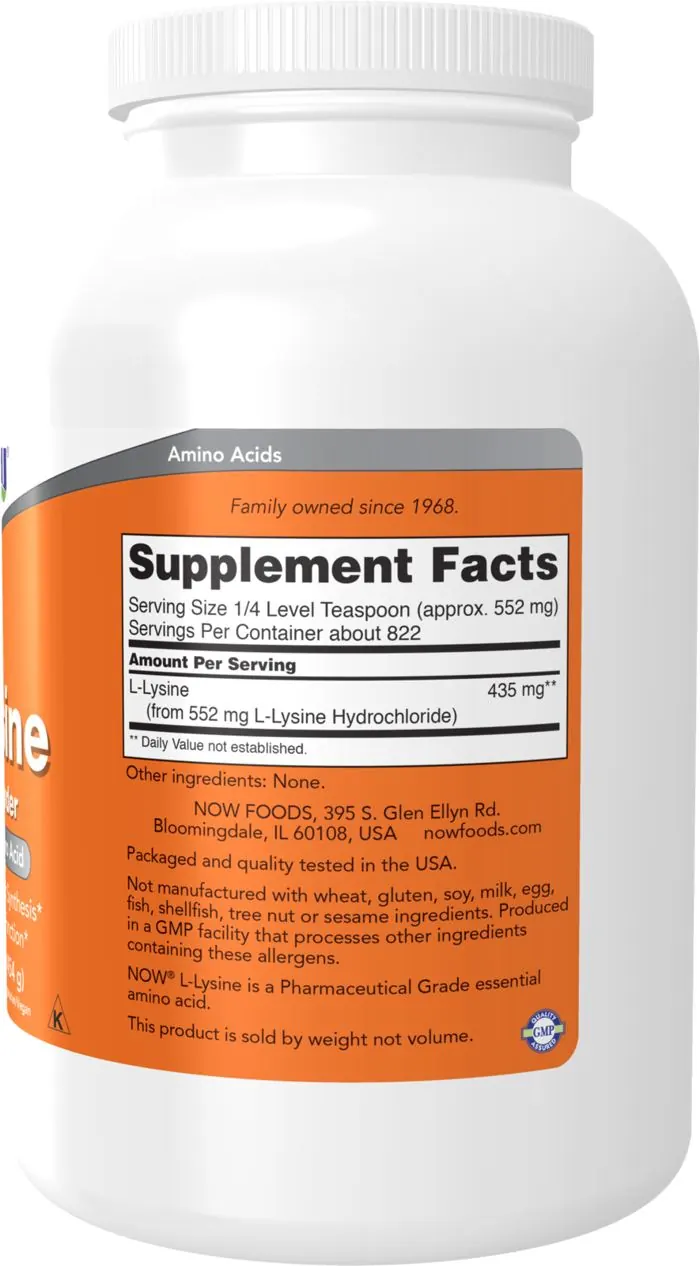 Amino Acids
Family owned since 1968.
Supplement Facts
Serving Size 1/4 Level Teaspoon (approx. 552 mg)
Servings Per Container about 822
Amount Per Serving
L-Lysine 435 mg**
(from 552 mg L-Lysine Hydrochloride)
** Daily Value not established.
Other ingredients: None.
NOW FOODS, 395 S. Glen Ellyn Rd.
Bloomingdale, IL 60108, USA nowfoods.com
Packaged and quality tested in the USA.
Not manufactured with wheat, gluten, soy, milk, egg,
fish, shellfish, tree nut or sesame ingredients. Produced
in a GMP facility that processes other ingredients
containing these allergens.
NOW® L-Lysine is a Pharmaceutical Grade essential
amino acid.
This product is sold by weight not volume.
QUALITY
GMP
ASSURED
ine
Acid
K